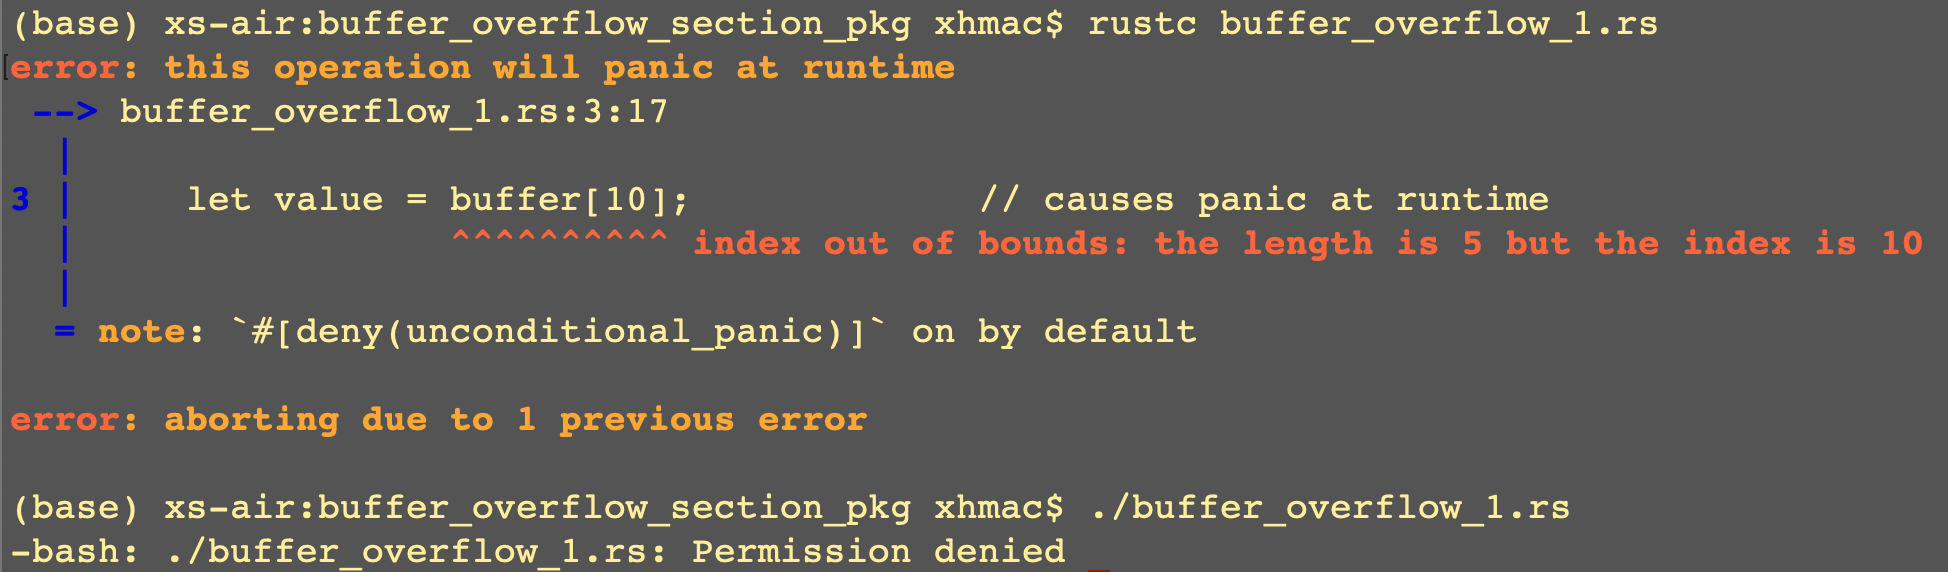 (base) xs-air:buffer_overflow_section_pkg xhmac$ rustc buffer_overflow_1.rs
[error: this operation will panic at runtime
 --> buffer_overflow_1.rs:3:17
  |
3 |     let value = buffer[10];             // causes panic at runtime
  |                 ^^^^^^^^^^ index out of bounds: the length is 5 but the index is 10
  |
  = note: `#[deny(unconditional_panic)]` on by default
error: aborting due to 1 previous error
(base) xs-air:buffer_overflow_section_pkg xhmac$ ./buffer_overflow_1.rs
-bash: ./buffer_overflow_1.rs: Permission denied